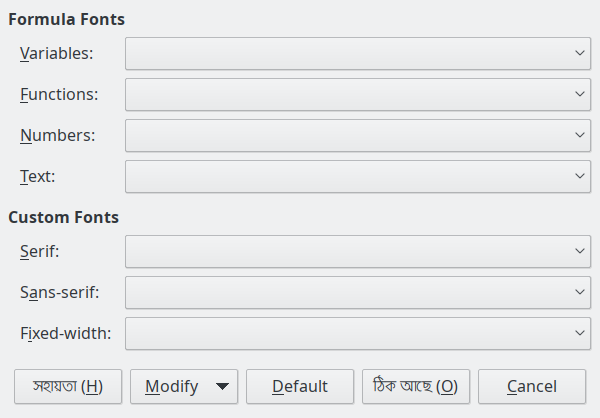 Formula Fonts
Variables:
Functions:
Numbers:
Text:
Custom Fonts
Serif:
Sans-serif:
Fixed-width:
সহায়তা (H) Modify Default ঠিক আছে (O) Cancel